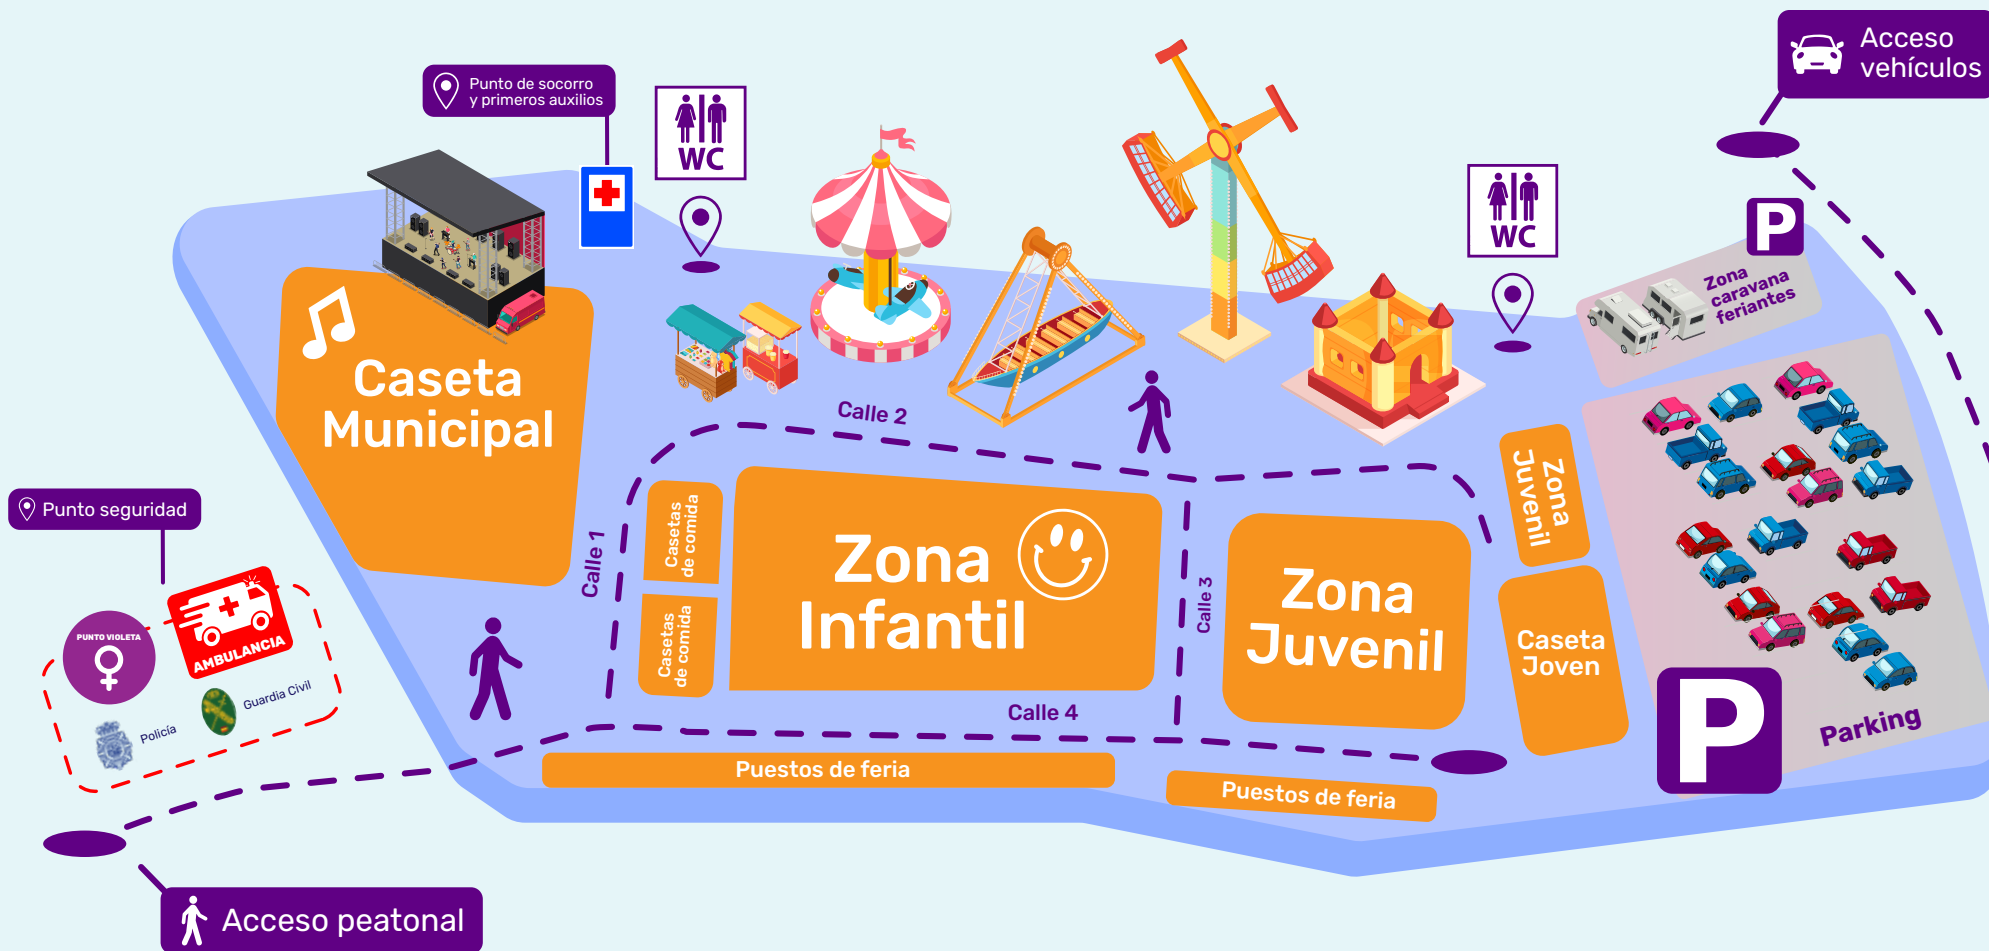 Acceso
vehículos
Punto de socorro
y primeros auxilios
WC
WC
P
Zona
caravana
feriantes
Caseta
Municipal
Calle 2
Zona
Juvenil
Casetas
de comida
Punto seguridad
Calle 1
Zona
Infantil
Calle 3
Zona
Juvenil
Casetas
de comida
Caseta
Joven
PUNTO VIOLETA
AMBULANCIA
Guardia Civil
Policía
Calle 4
P
Parking
Puestos de feria
Puestos de feria
Acceso peatonal